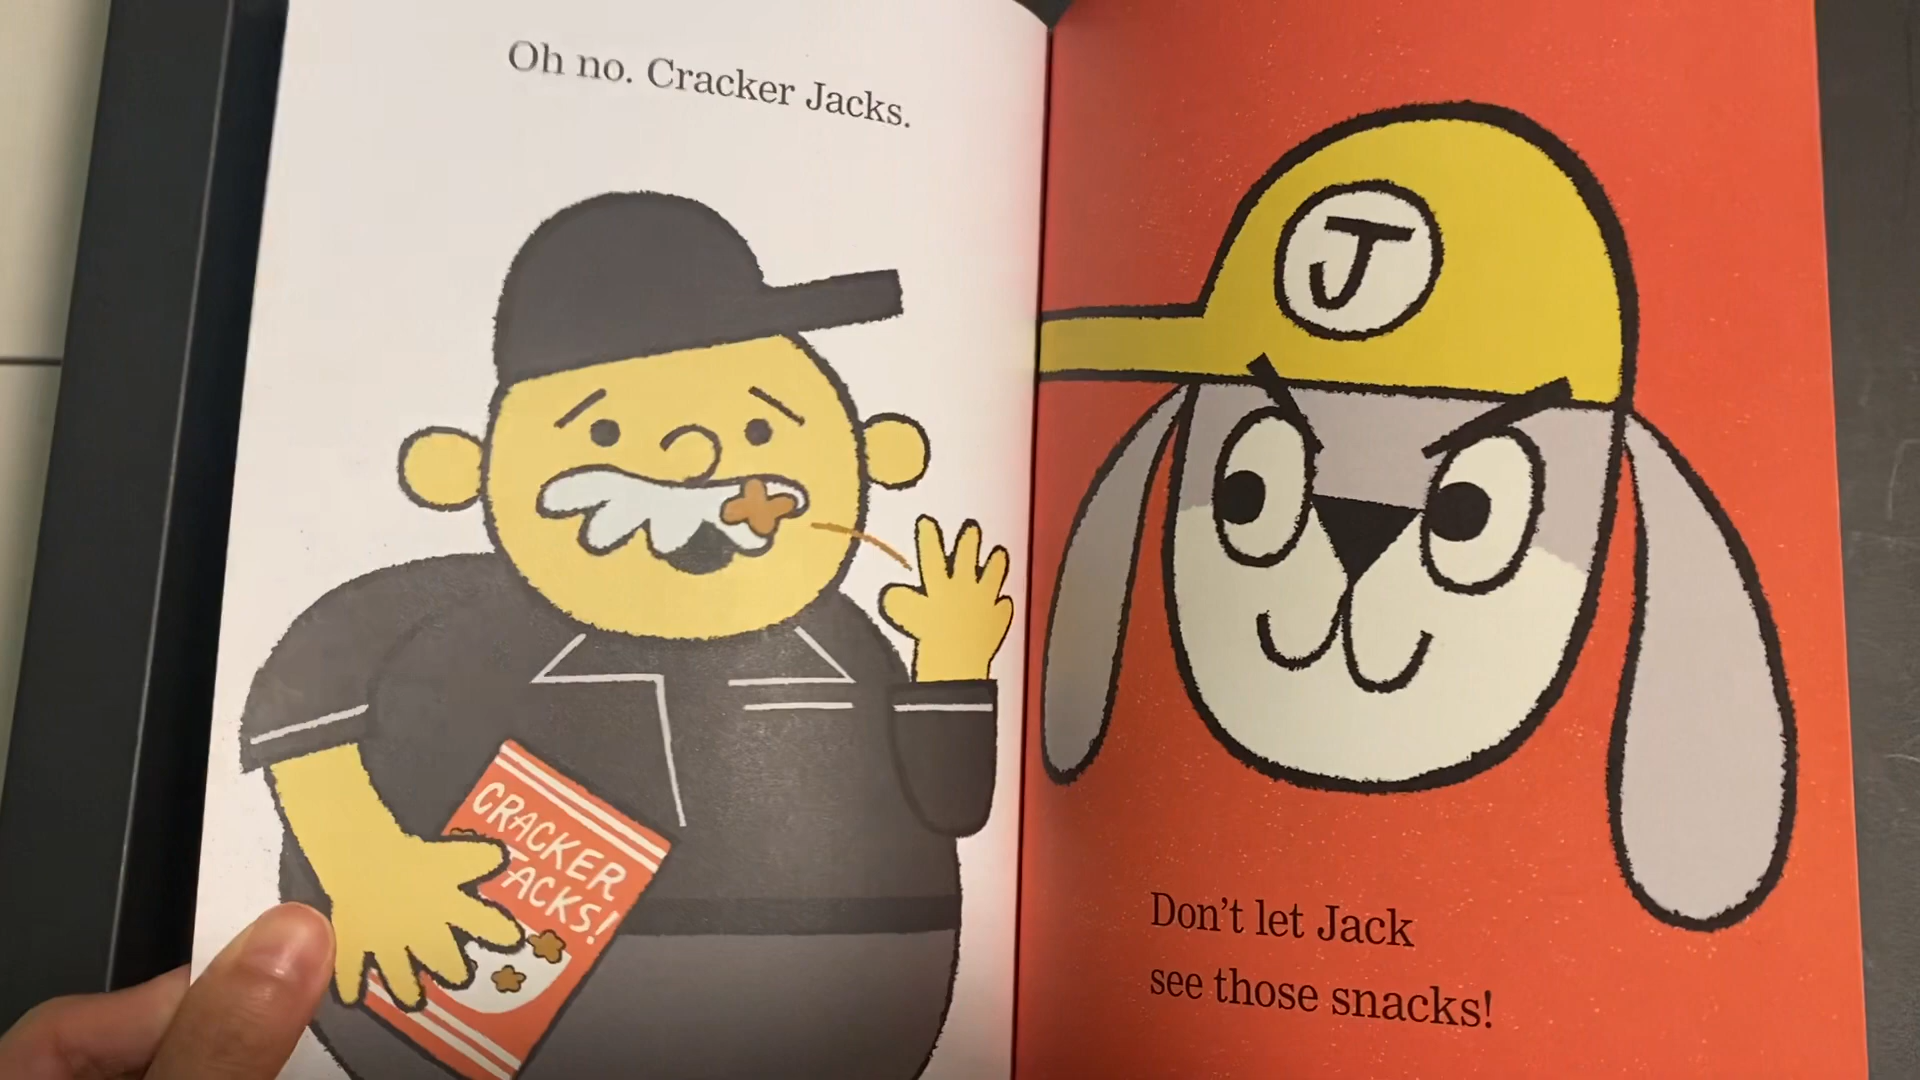 Oh no. Cracker Jacks.
CRACKER
JACKS!
J
Don't let Jack
see those snacks!